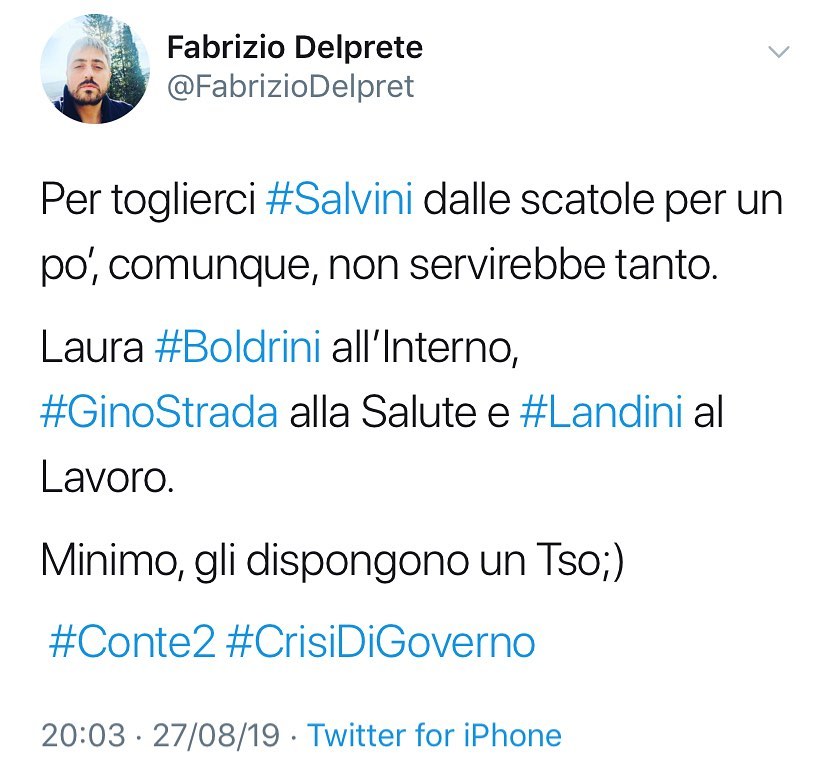 Fabrizio Delprete
@FabrizioDelpret
Per toglierci #Salvini dalle scatole per un
po’, comunque, non servirebbe tanto.
Laura #Boldrini all’Interno,
#GinoStrada alla Salute e #Landini al
Lavoro.
Minimo, gli dispongono un Tso;)
#Conte2 #CrisiDiGoverno
20:03 · 27/08/19 · Twitter for iPhone